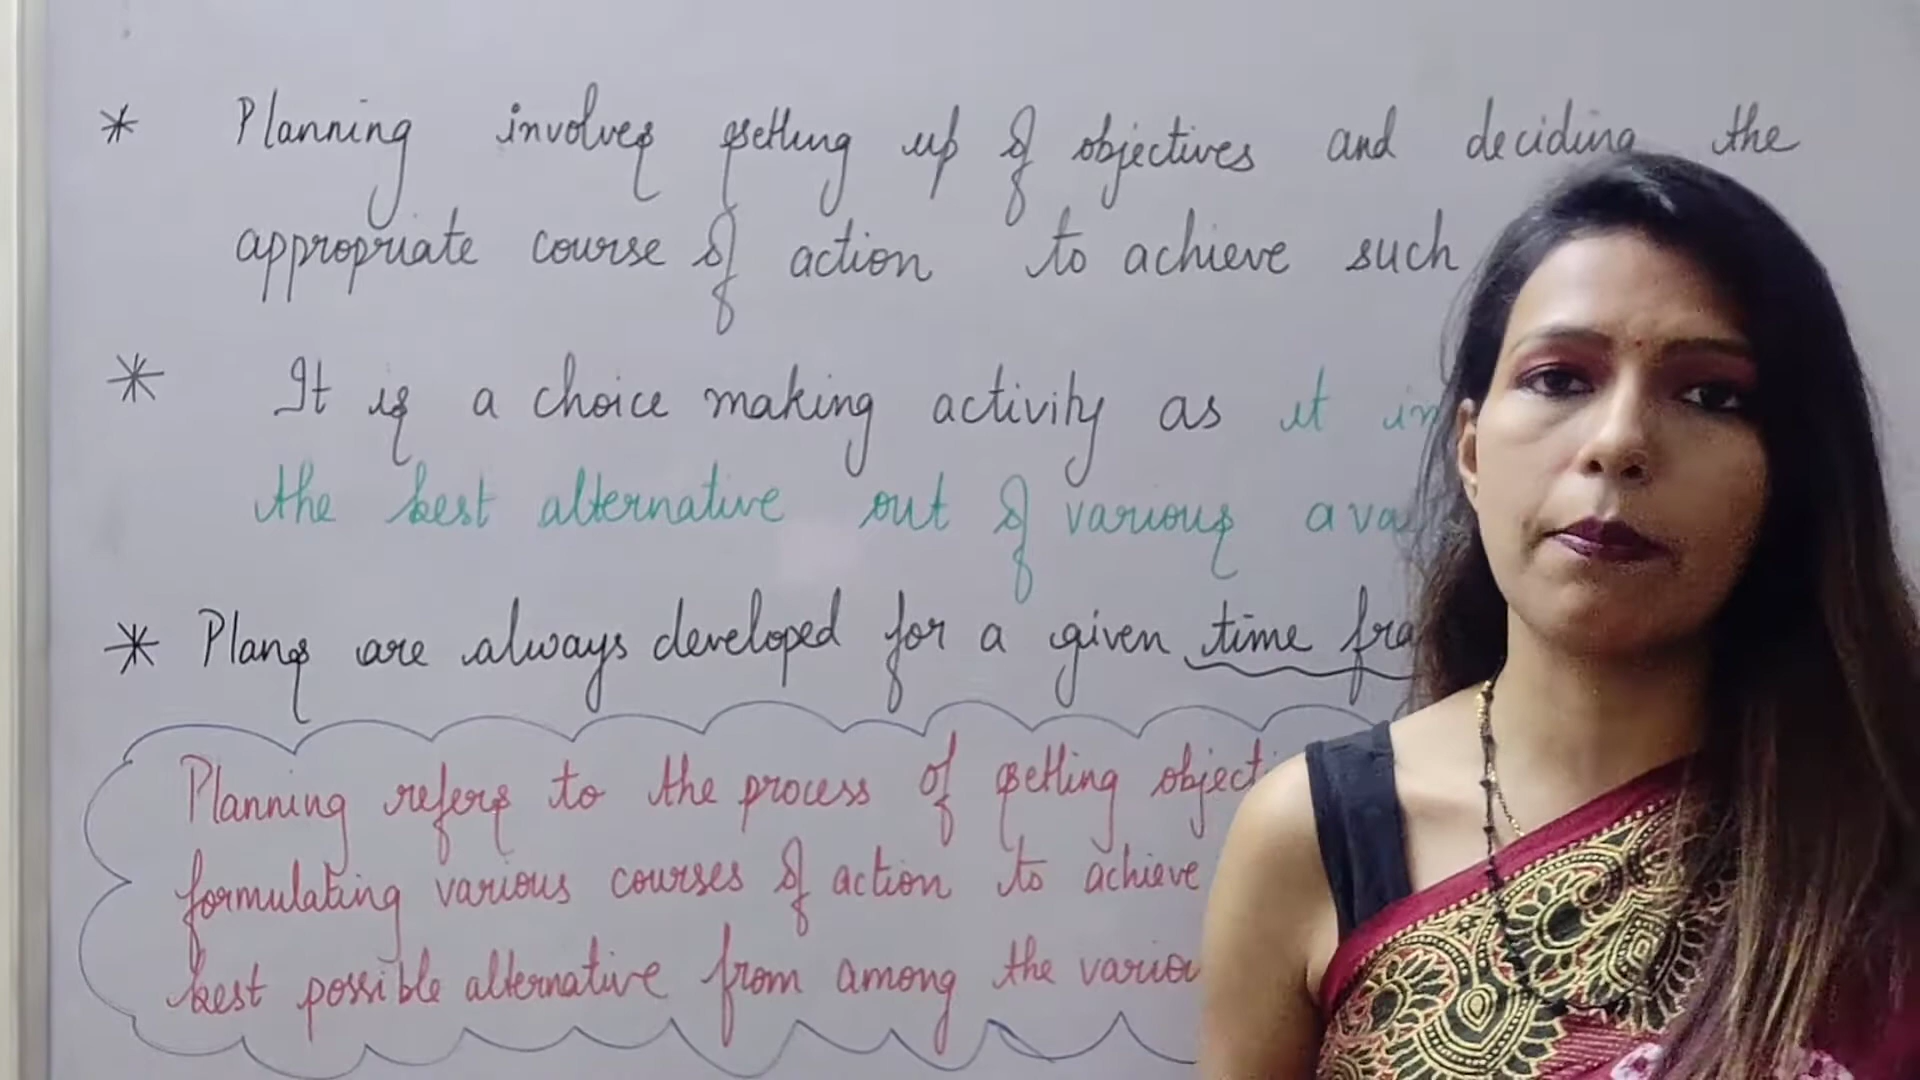 * Planning involves setting up of objectives and deciding the
appropriate course of action to achieve such
* It is a choice making activity as it
the best alternative out of various
* Plans are always developed for a given time
Planning refers to the process of setting
formulating various courses of action to achieve
best possible alternative from among the